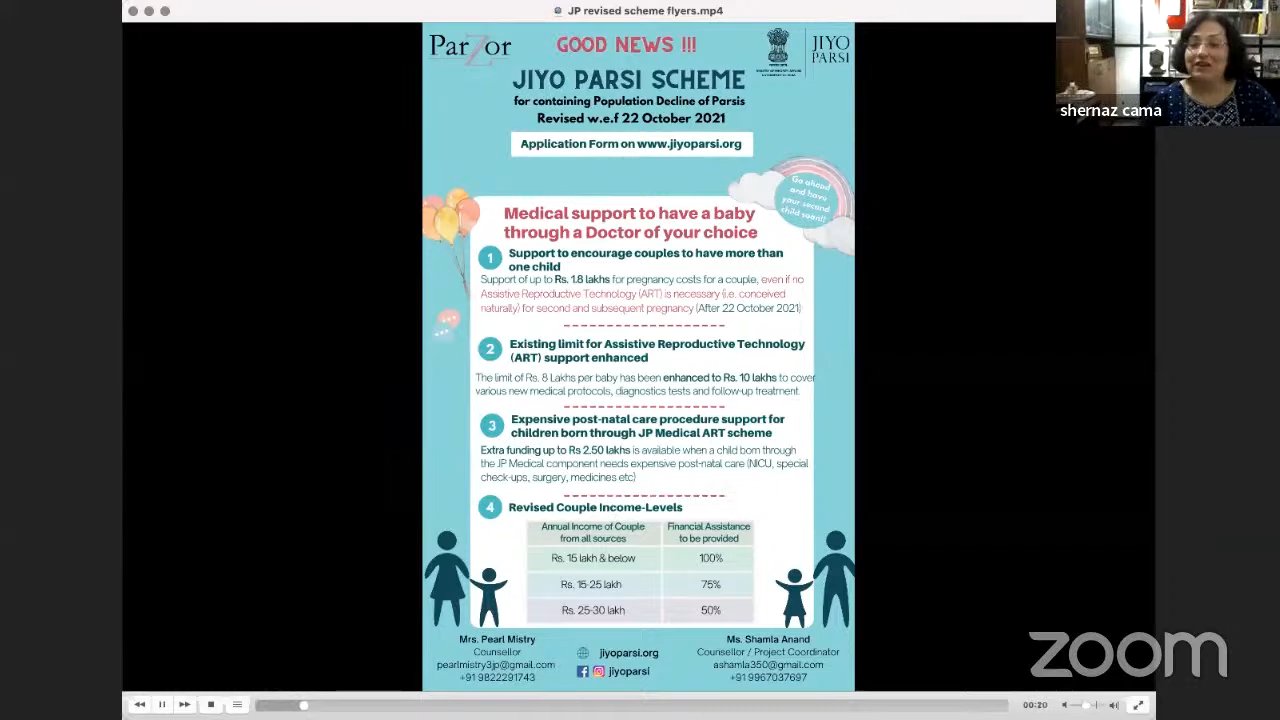 JP revised scheme flyers.mp4
shernaz cama
ParZor
GOOD NEWS !!!
JIYO
PARSI
JIYO PARSI SCHEME
for containing Population Decline of Parsis
Revised w.e.f 22 October 2021
Application Form on www.jiyoparsi.org
Go ahead
and have
your second
child soon!!
Medical support to have a baby
through a Doctor of your choice
1
Support to encourage couples to have more than
one child
Support of up to Rs. 1.8 lakhs for pregnancy costs for a couple, even if no
Assistive Reproductive Technology (ART) is necessary (i.e. conceived
naturally) for second and subsequent pregnancy (After 22 October 2021)
2
Existing limit for Assistive Reproductive Technology
(ART) support enhanced
The limit of Rs. 8 Lakhs per baby has been enhanced to Rs. 10 lakhs to cover
various new medical protocols, diagnostics tests and follow-up treatment.
3
Expensive post-natal care procedure support for
children born through JP Medical ART scheme
Extra funding up to Rs 2.50 lakhs is available when a child born through
the JP Medical component needs expensive post-natal care (NICU, special
check-ups, surgery, medicines etc)
4
Revised Couple Income-Levels
Annual Income of Couple
from all sources
Financial Assistance
to be provided
Rs. 15 lakh & below 100%
Rs. 15-25 lakh 75%
Rs. 25-30 lakh 50%
Mrs. Pearl Mistry
Counsellor
pearlmistry3jp@gmail.com
+91 9822291743
jiyoparsi.org
jiyoparsi
Ms. Shamla Anand
Counsellor / Project Coordinator
ashamla350@gmail.com
+91 9967037697
zoom
00:20